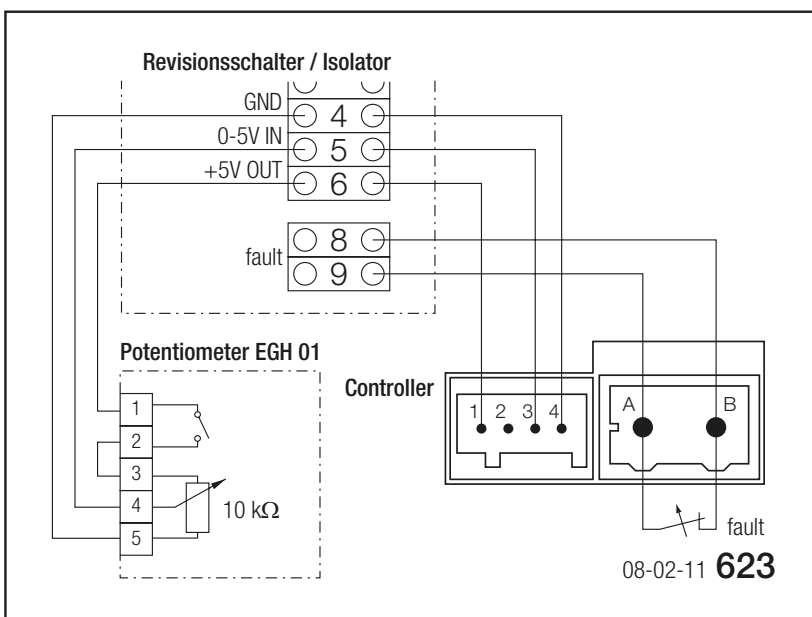 Revisionsschalter / Isolator
GND
4
0-5V IN
5
+5V OUT
6
fault
8
9
Potentiometer EGH 01
1
2
3
4
5
10 kΩ
Controller
1 2 3 4
A B
fault
08-02-11 623